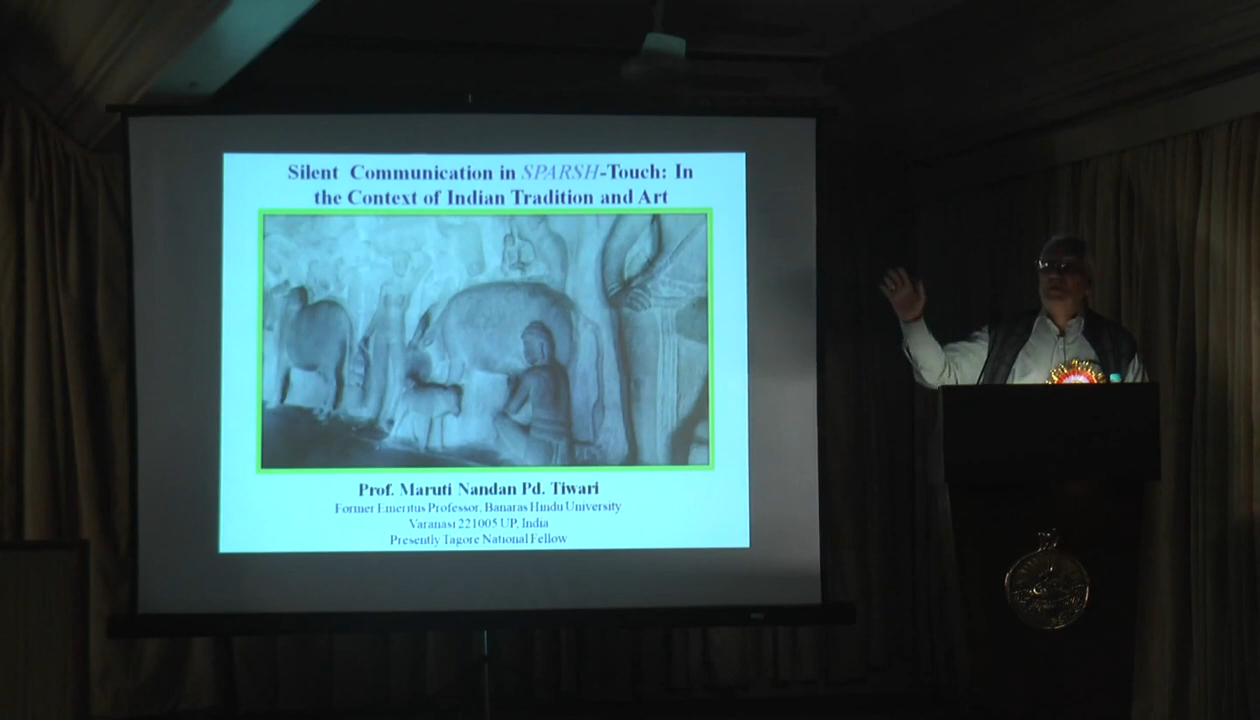 Silent Communication in SPARSH-Touch: In
the Context of Indian Tradition and Art
Prof. Maruti Nandan Pd. Tiwari
Former Emeritus Professor, Banaras Hindu University
Varanasi 221005 UP, India
Presently Tagore National Fellow